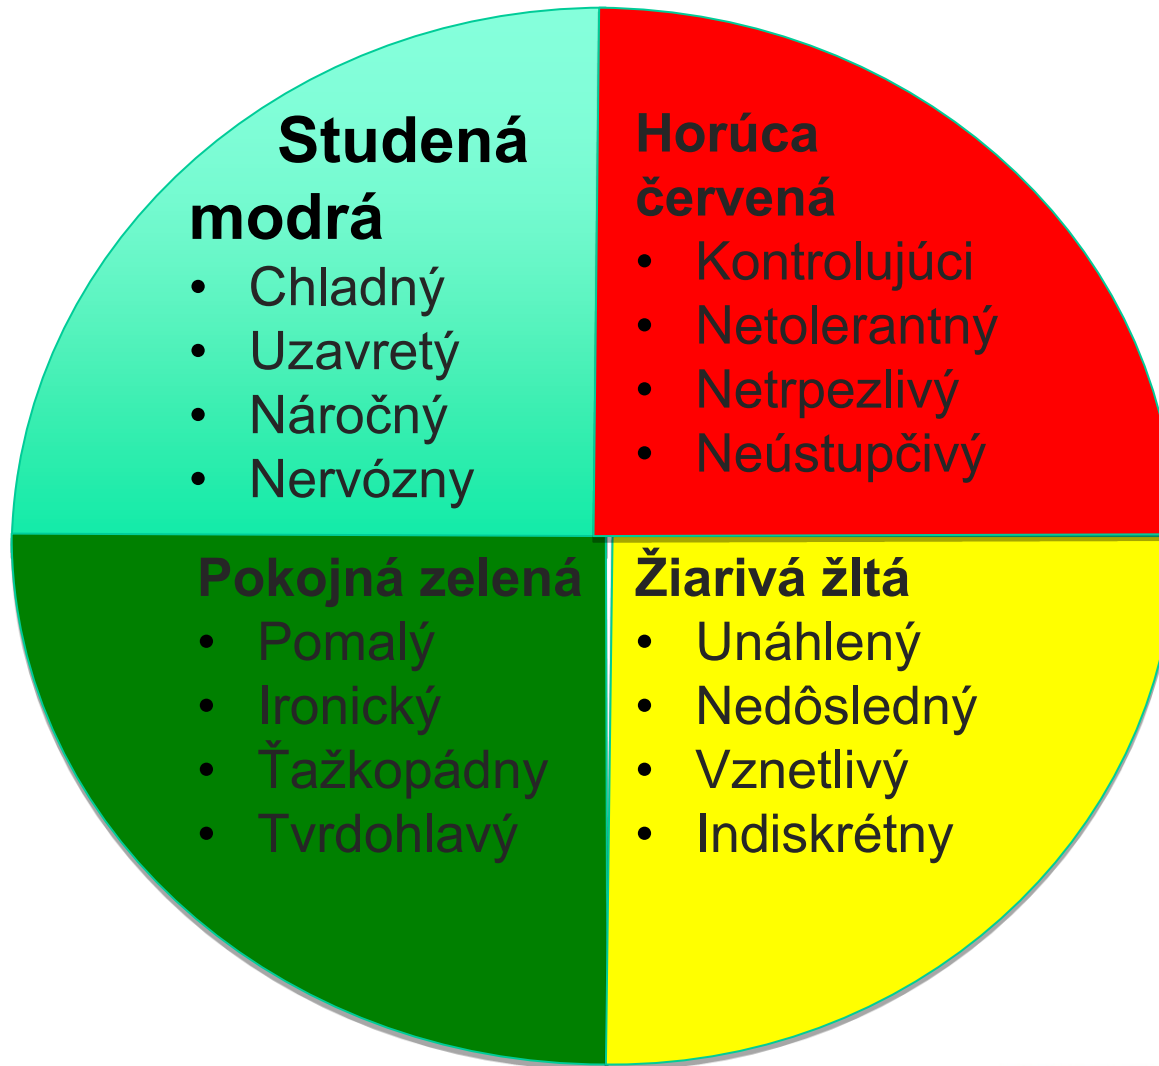 Studená
modrá
• Chladný
• Uzavretý
• Náročný
• Nervózny
Horúca
červená
• Kontrolujúci
• Netolerantný
• Netrpezlivý
• Neústupčivý
Pokojná zelená
• Pomalý
• Ironický
• Ťažkopádny
• Tvrdohlavý
Žiarivá žltá
• Unáhlený
• Nedôsledný
• Vznetlivý
• Indiskrétny